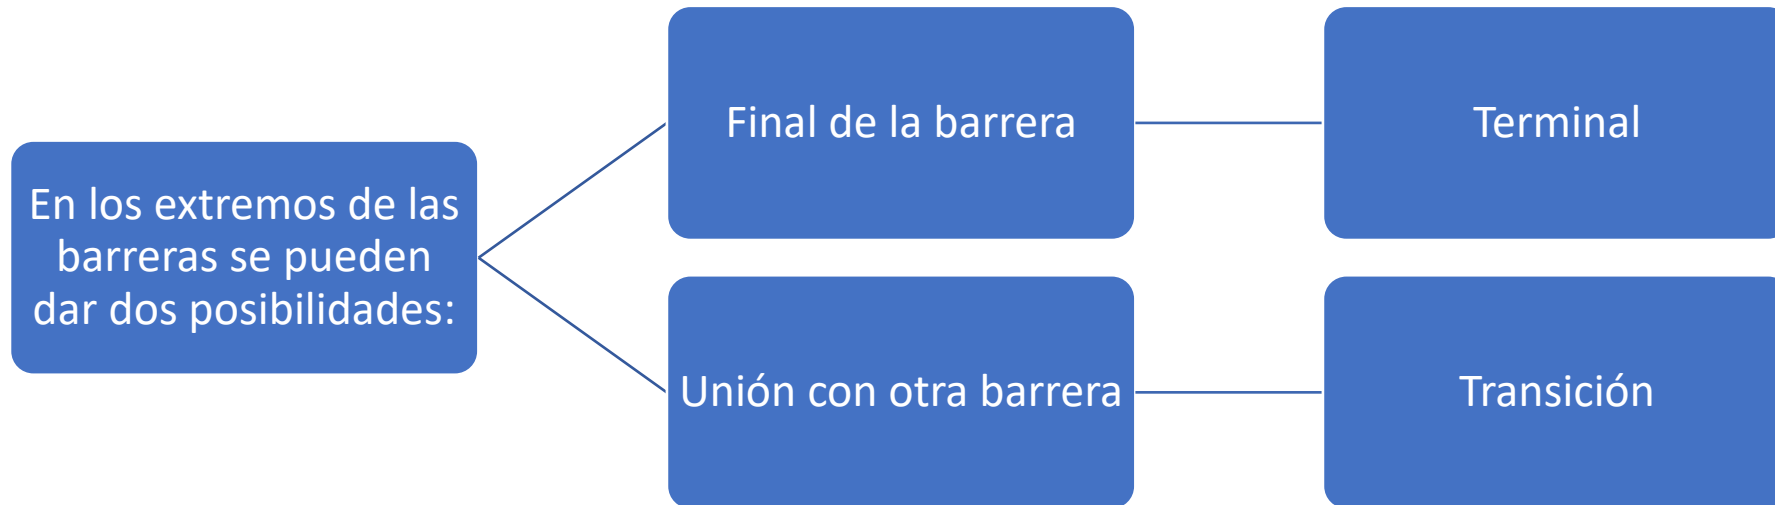 En los extremos de las
barreras se pueden
dar dos posibilidades:
Final de la barrera
Terminal
Unión con otra barrera
Transición